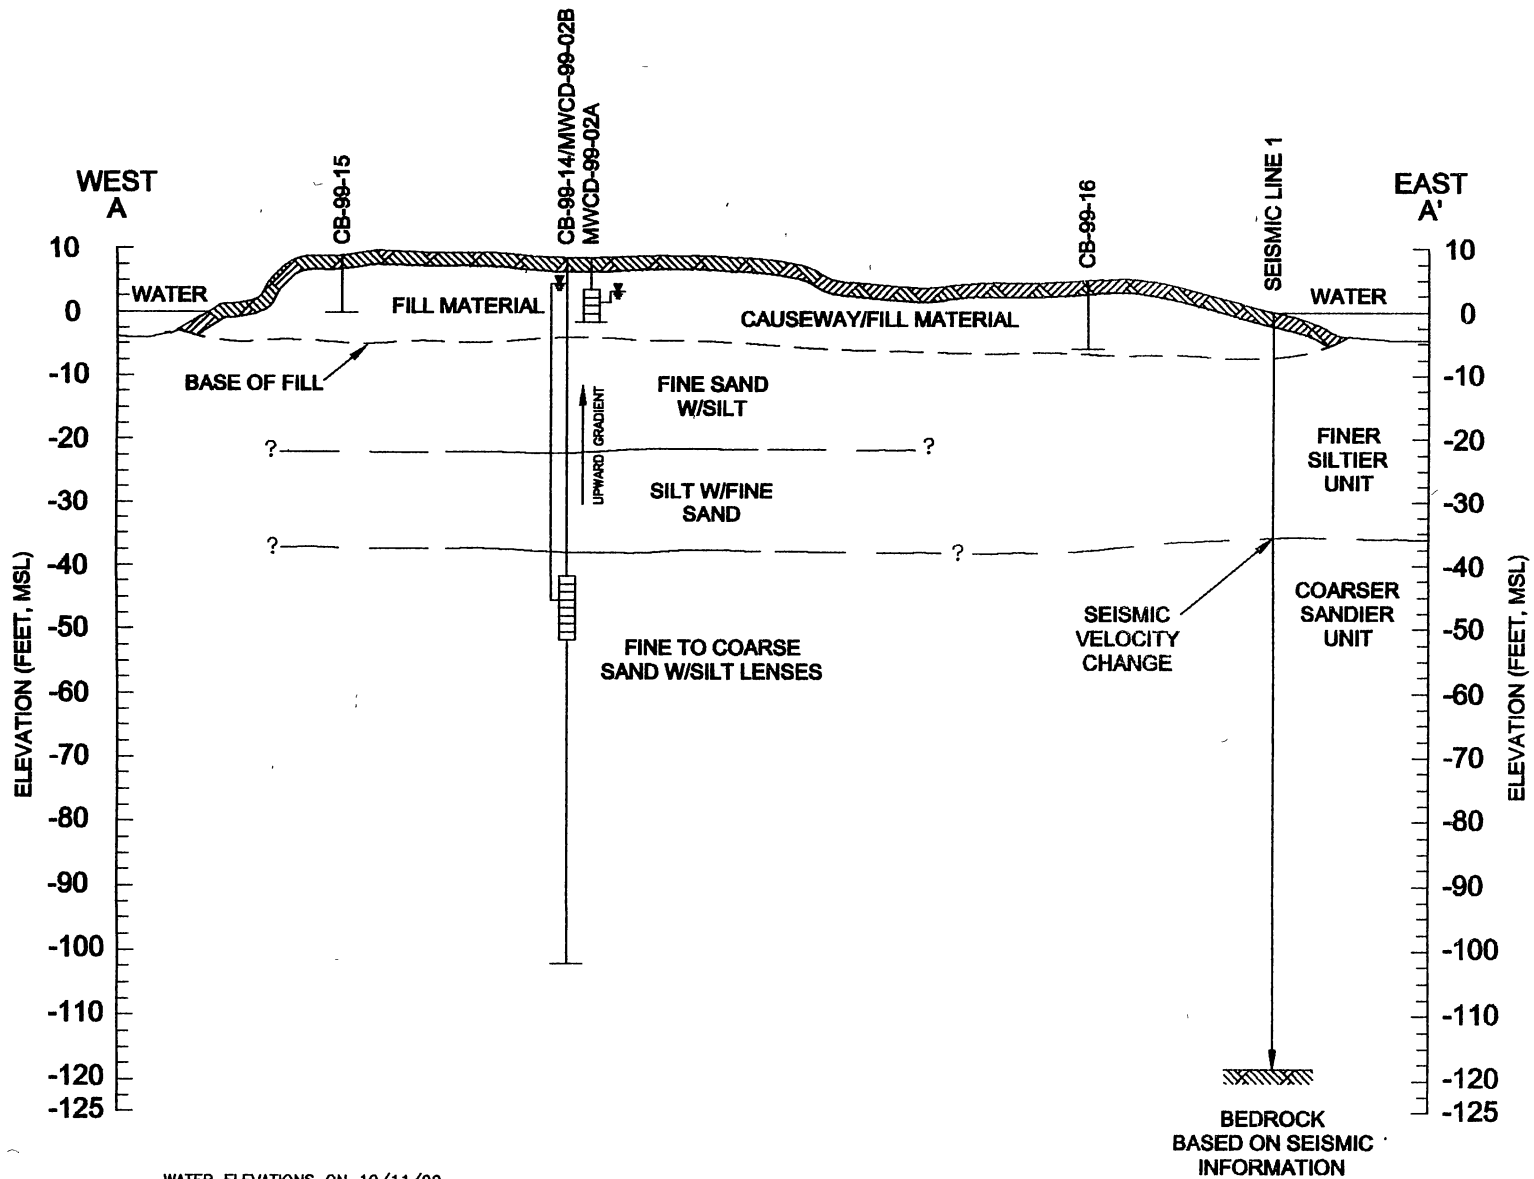 CB-99-15
CB-99-14/MWCD-99-02B
MWCD-99-02A
CB-99-16
SEISMIC LINE 1
WEST
A
EAST
A'
10
0
-10
-20
-30
-40
-50
-60
-70
-80
-90
-100
-110
-120
-125
ELEVATION (FEET, MSL)
WATER
FILL MATERIAL
CAUSEWAY/FILL MATERIAL
WATER
BASE OF FILL
FINE SAND
W/SILT
UPWARD GRADIENT
?
?
SILT W/FINE
SAND
?
?
FINER
SILTIER
UNIT
SEISMIC
VELOCITY
CHANGE
COARSER
SANDIER
UNIT
FINE TO COARSE
SAND W/SILT LENSES
10
0
-10
-20
-30
-40
-50
-60
-70
-80
-90
-100
-110
-120
-125
ELEVATION (FEET, MSL)
BEDROCK
BASED ON SEISMIC
INFORMATION
WATER ELEVATIONS ON